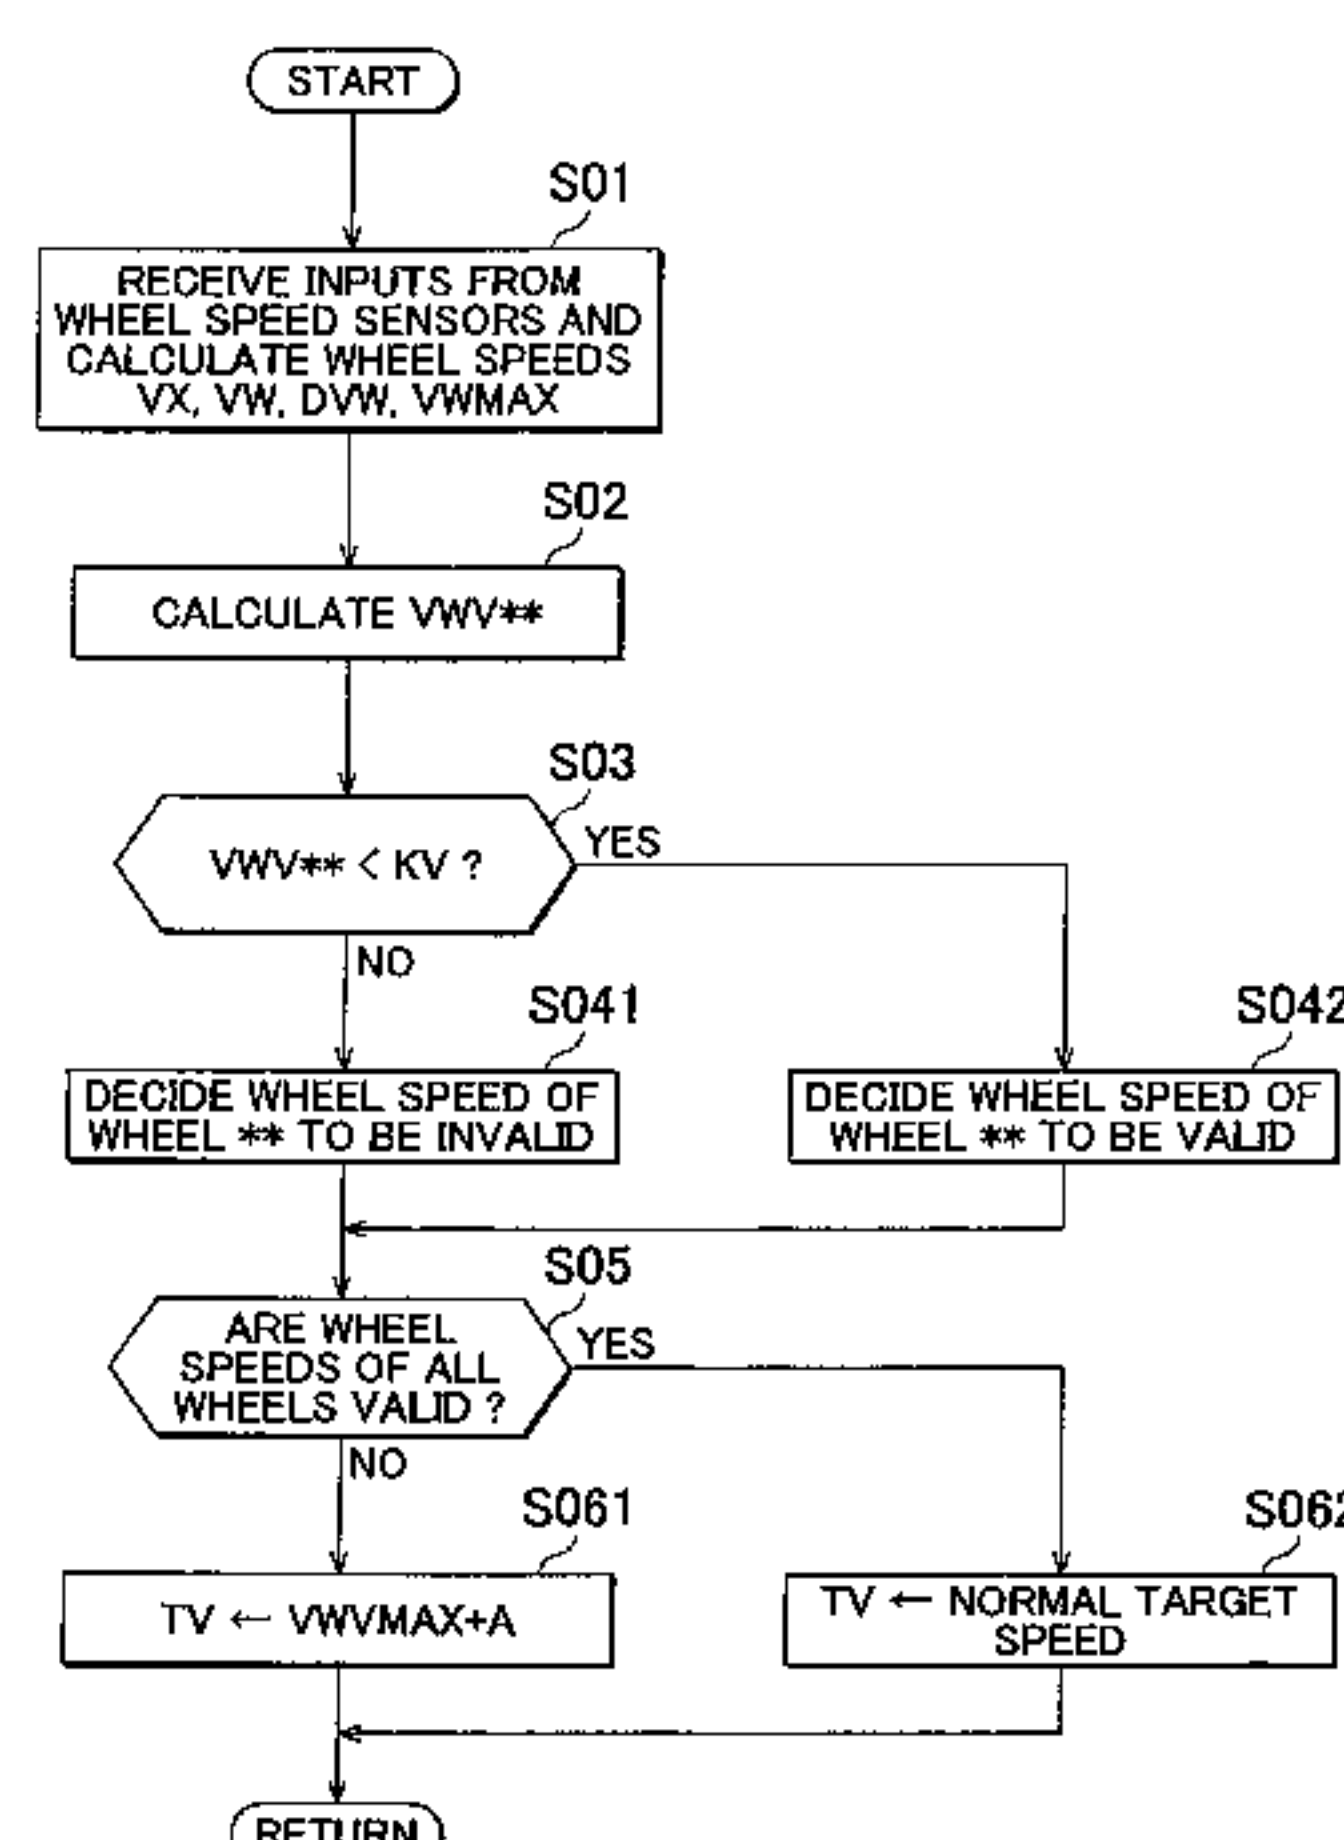 START
S01
RECEIVE INPUTS FROM
WHEEL SPEED SENSORS AND
CALCULATE WHEEL SPEEDS
VX, VW, DVW, VWMAX
S02
CALCULATE VWV**
S03
VWV** < KV ?
YES
NO
S041
DECIDE WHEEL SPEED OF
WHEEL ** TO BE INVALID
S042
DECIDE WHEEL SPEED OF
WHEEL ** TO BE VALID
S05
ARE WHEEL
SPEEDS OF ALL
WHEELS VALID ?
YES
NO
S061
TV ← VWVMAX+A
S062
TV ← NORMAL TARGET
SPEED
RETURN